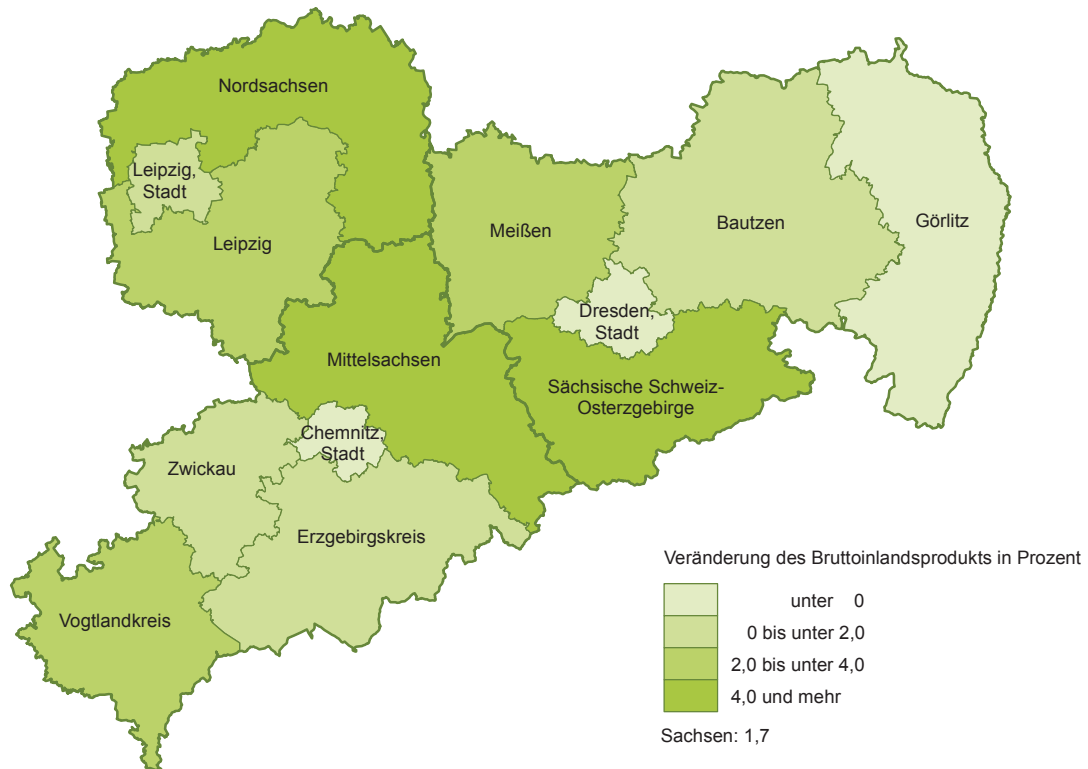 Nordsachsen
Leipzig,
Stadt
Leipzig
Meißen
Bautzen
Görlitz
Dresden,
Stadt
Mittelsachsen
Sächsische Schweiz-
Osterzgebirge
Chemnitz,
Stadt
Zwickau
Erzgebirgskreis
Vogtlandkreis
Veränderung des Bruttoinlandsprodukts in Prozent
unter 0
0 bis unter 2,0
2,0 bis unter 4,0
4,0 und mehr
Sachsen: 1,7